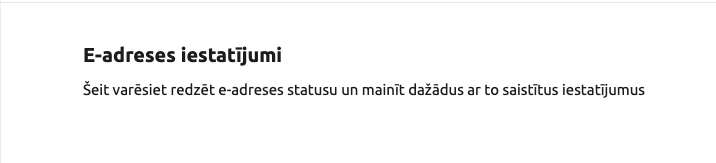 E-adreses iestatījumi
Šeit varēsiet redzēt e-adreses statusu un mainīt dažādus ar to saistītus iestatījumus